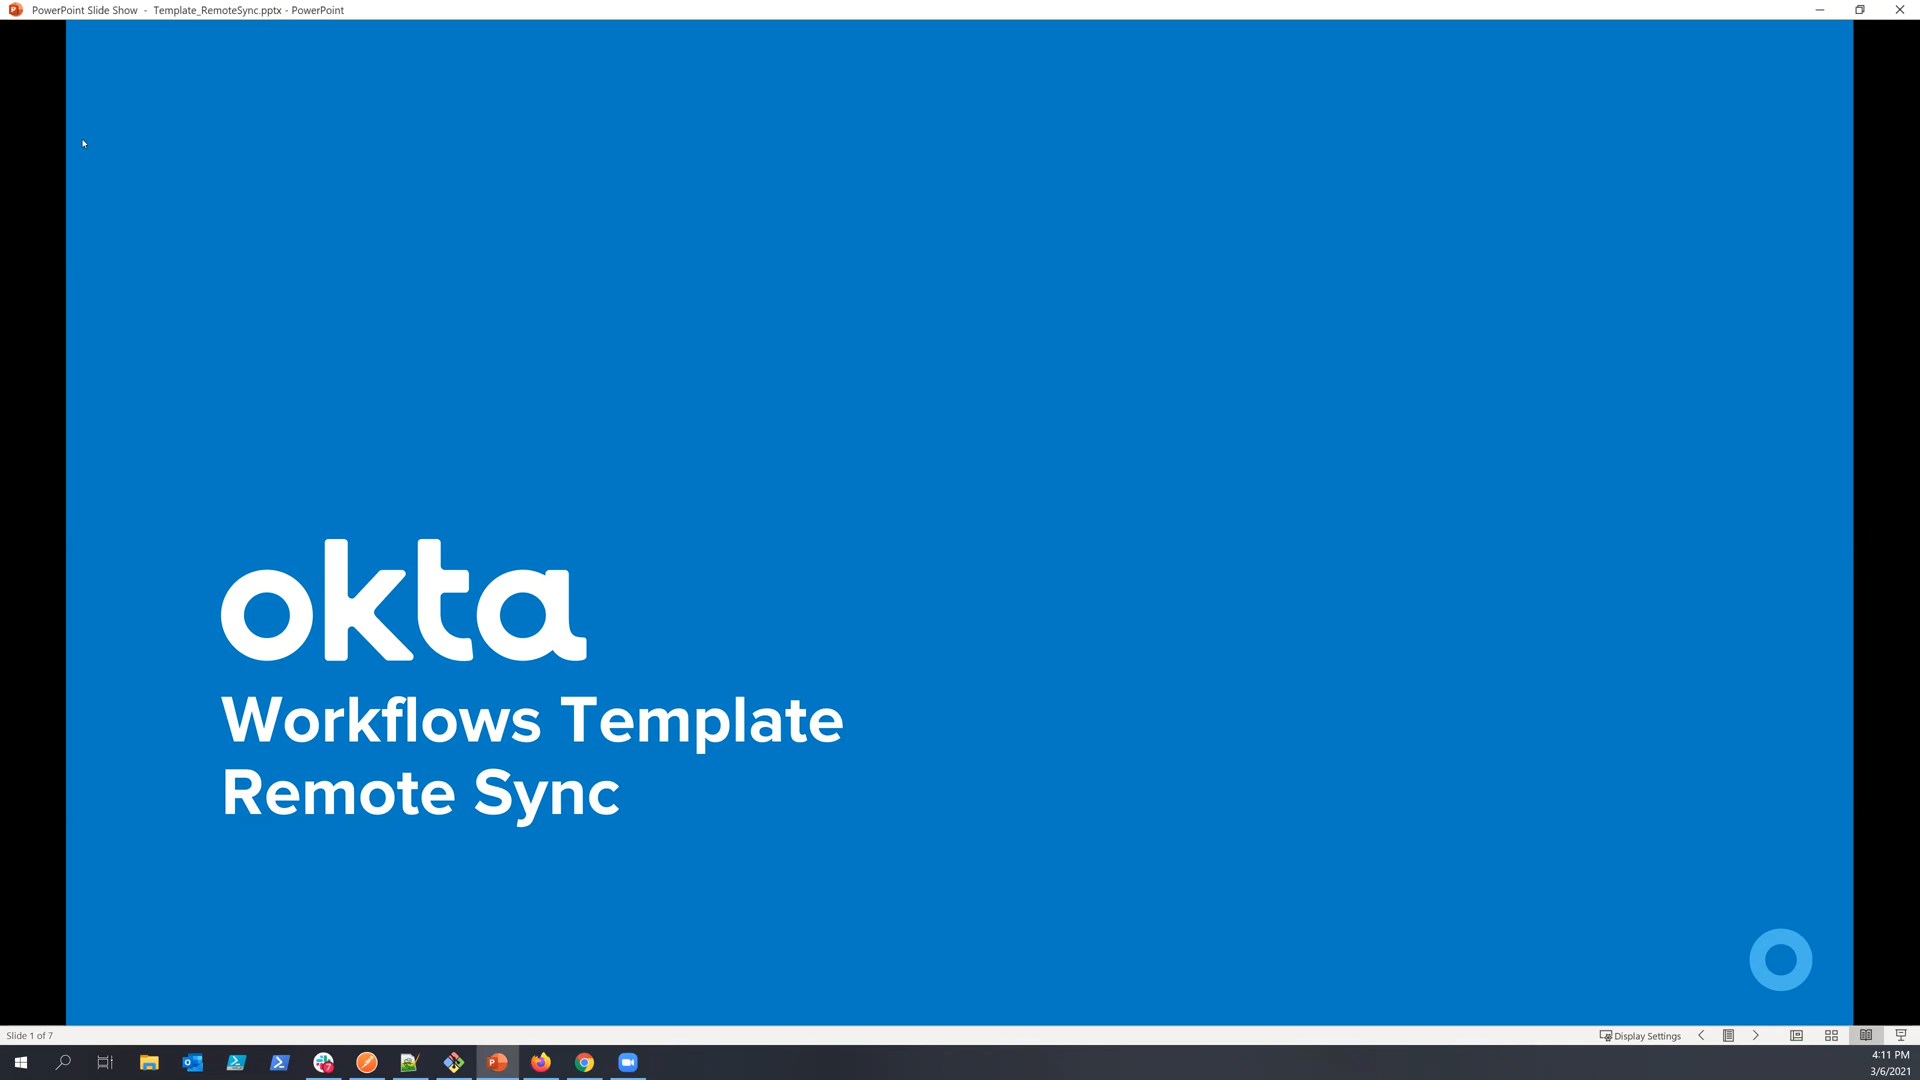 PowerPoint Slide Show - Template_RemoteSync.pptx - PowerPoint
okta
Workflows Template
Remote Sync
Slide 1 of 7
Display Settings
4:11 PM
3/6/2021